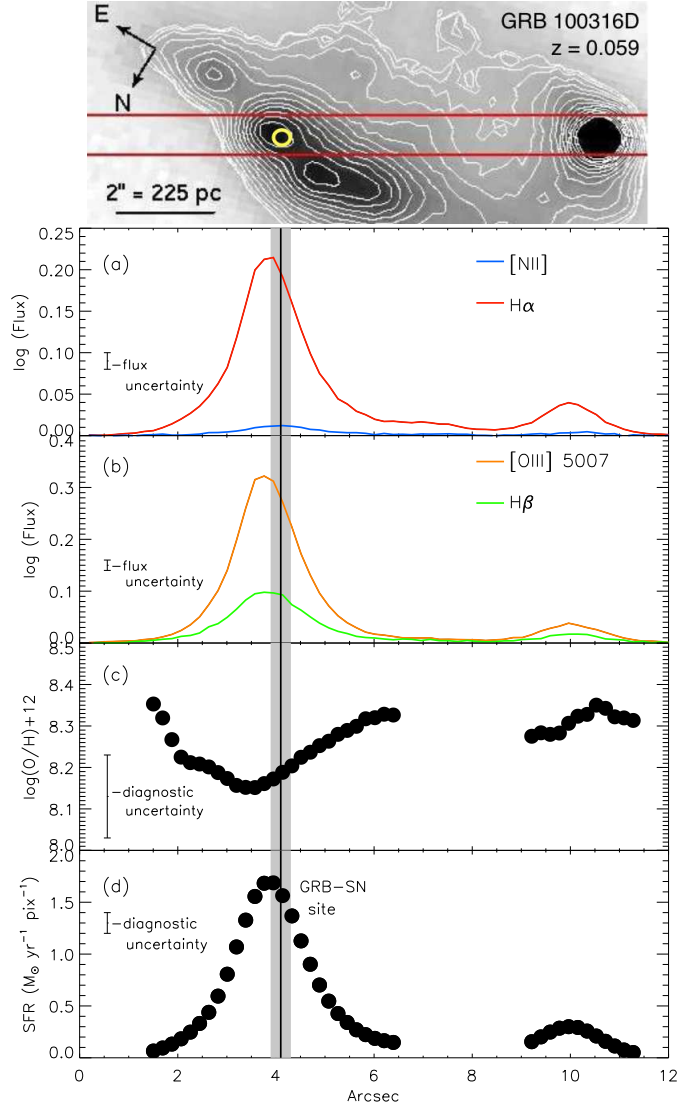 GRB 100316D
z = 0.059
E
N
2" = 225 pc
0.25
0.20
0.15
0.10
0.05
0.00
log (Flux)
(a)
[NII]
Hα
–flux
uncertainty
0.4
0.3
0.2
0.1
0.0
log (Flux)
(b)
[OIII] 5007
Hβ
–flux
uncertainty
8.5
8.4
8.3
8.2
8.1
8.0
log(O/H)+12
(c)
–diagnostic
uncertainty
2.0
1.5
1.0
0.5
0.0
SFR (M⊙ yr⁻¹ pix⁻¹)
(d)
GRB–SN
site
–diagnostic
uncertainty
0 2 4 6 8 10 12
Arcsec